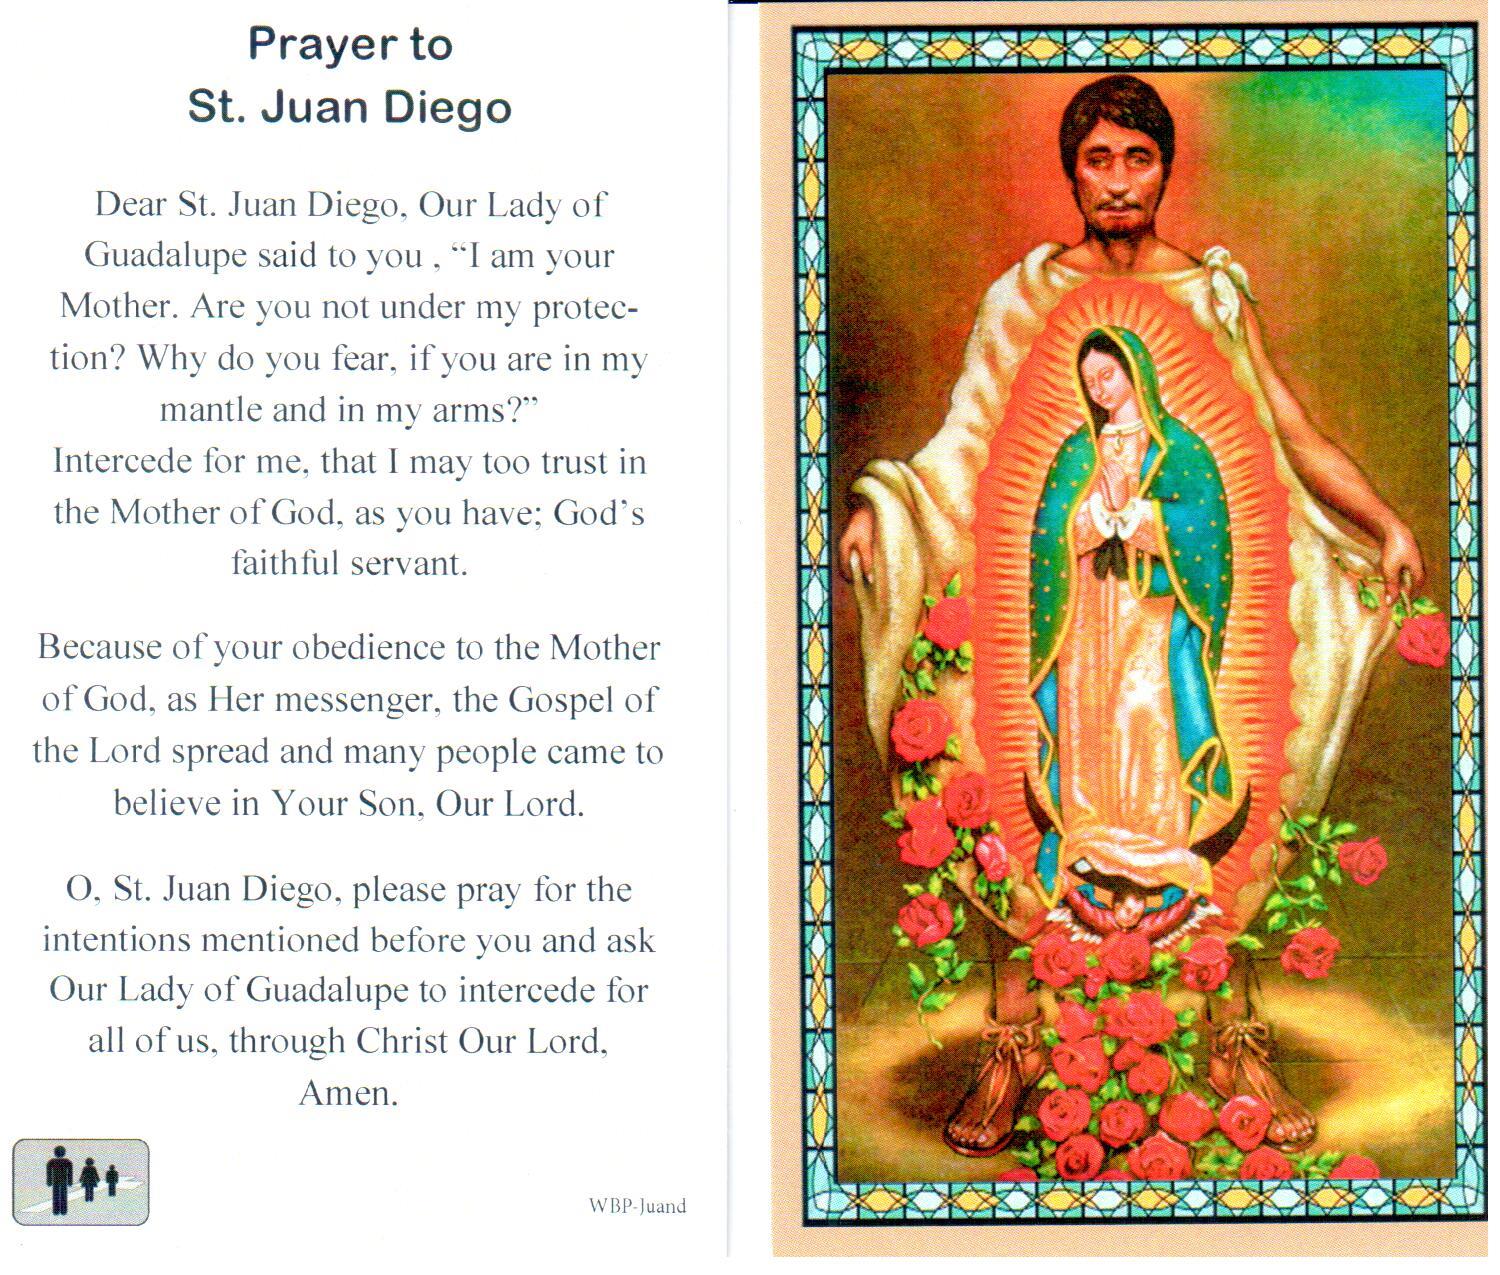 Prayer to
St. Juan Diego
Dear St. Juan Diego, Our Lady of
Guadalupe said to you , “I am your
Mother. Are you not under my protec-
tion? Why do you fear, if you are in my
mantle and in my arms?”
Intercede for me, that I may too trust in
the Mother of God, as you have; God’s
faithful servant.
Because of your obedience to the Mother
of God, as Her messenger, the Gospel of
the Lord spread and many people came to
believe in Your Son, Our Lord.
O, St. Juan Diego, please pray for the
intentions mentioned before you and ask
Our Lady of Guadalupe to intercede for
all of us, through Christ Our Lord,
Amen.
WBP-Juand